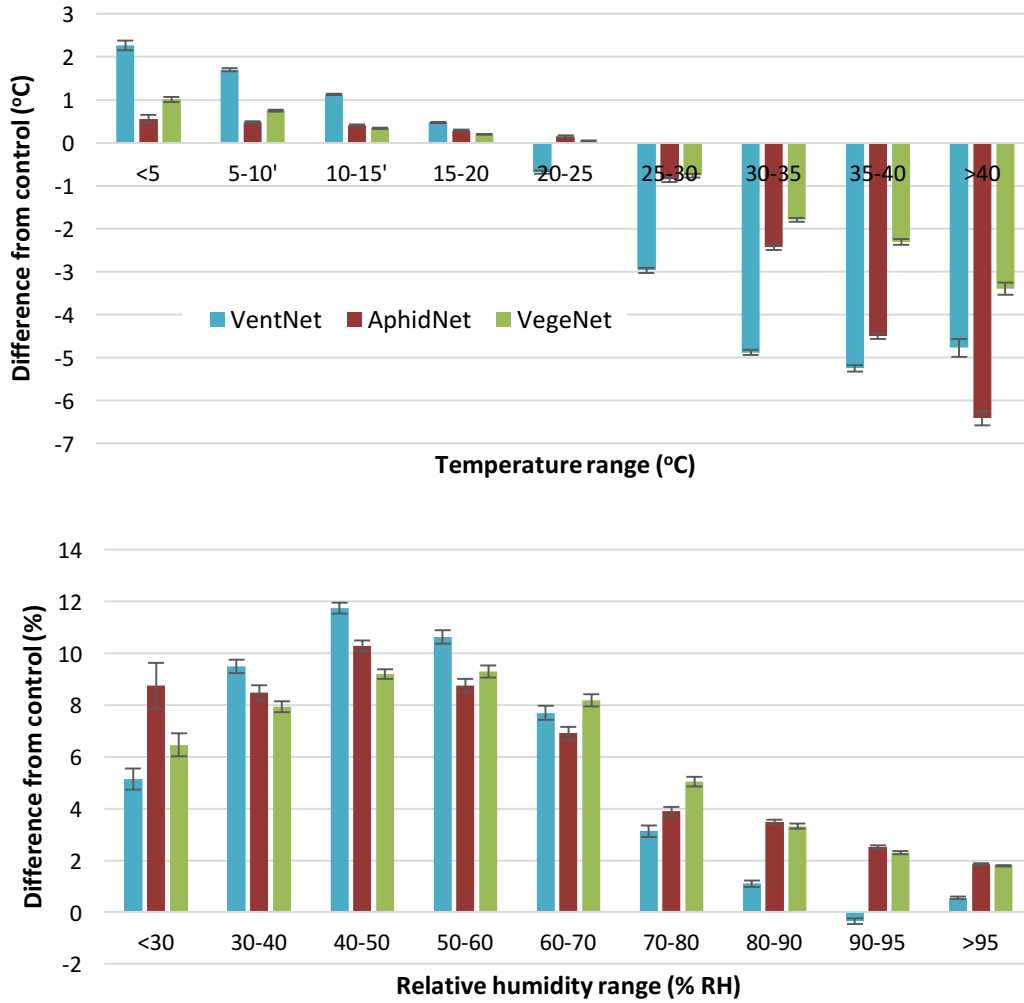 3
2
1
0
-1
-2
-3
-4
-5
-6
-7
Difference from control (°C)
<5 5-10' 10-15' 15-20 20-25 25-30 30-35 35-40 >40
VentNet AphidNet VegeNet
Temperature range (°C)
14
12
10
8
6
4
2
0
-2
Difference from control (%)
<30 30-40 40-50 50-60 60-70 70-80 80-90 90-95 >95
Relative humidity range (% RH)